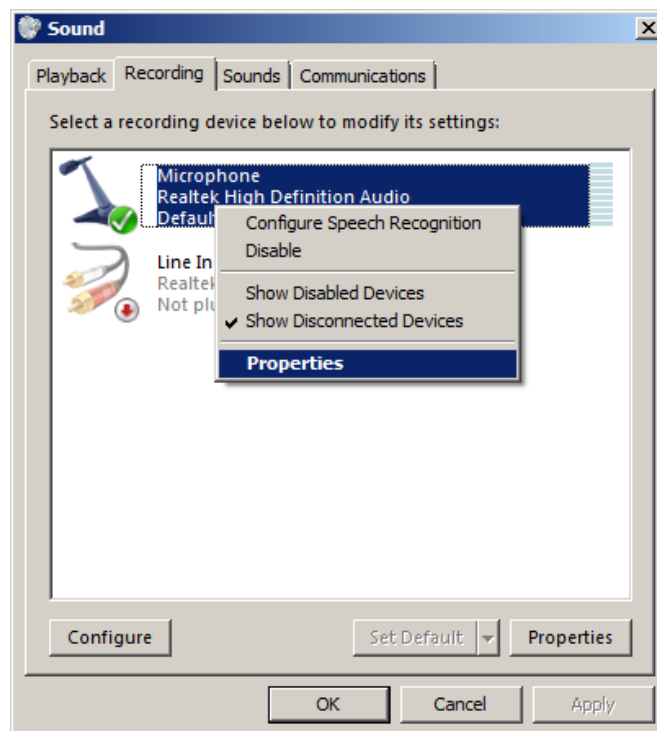 Sound
Playback Recording Sounds Communications
Select a recording device below to modify its settings:
Microphone
Realtek High Definition Audio
Configure Speech Recognition
Disable
Line In
Show Disabled Devices
Not
Show Disconnected Devices
Properties
Configure Set Default Properties
OK Cancel Apply